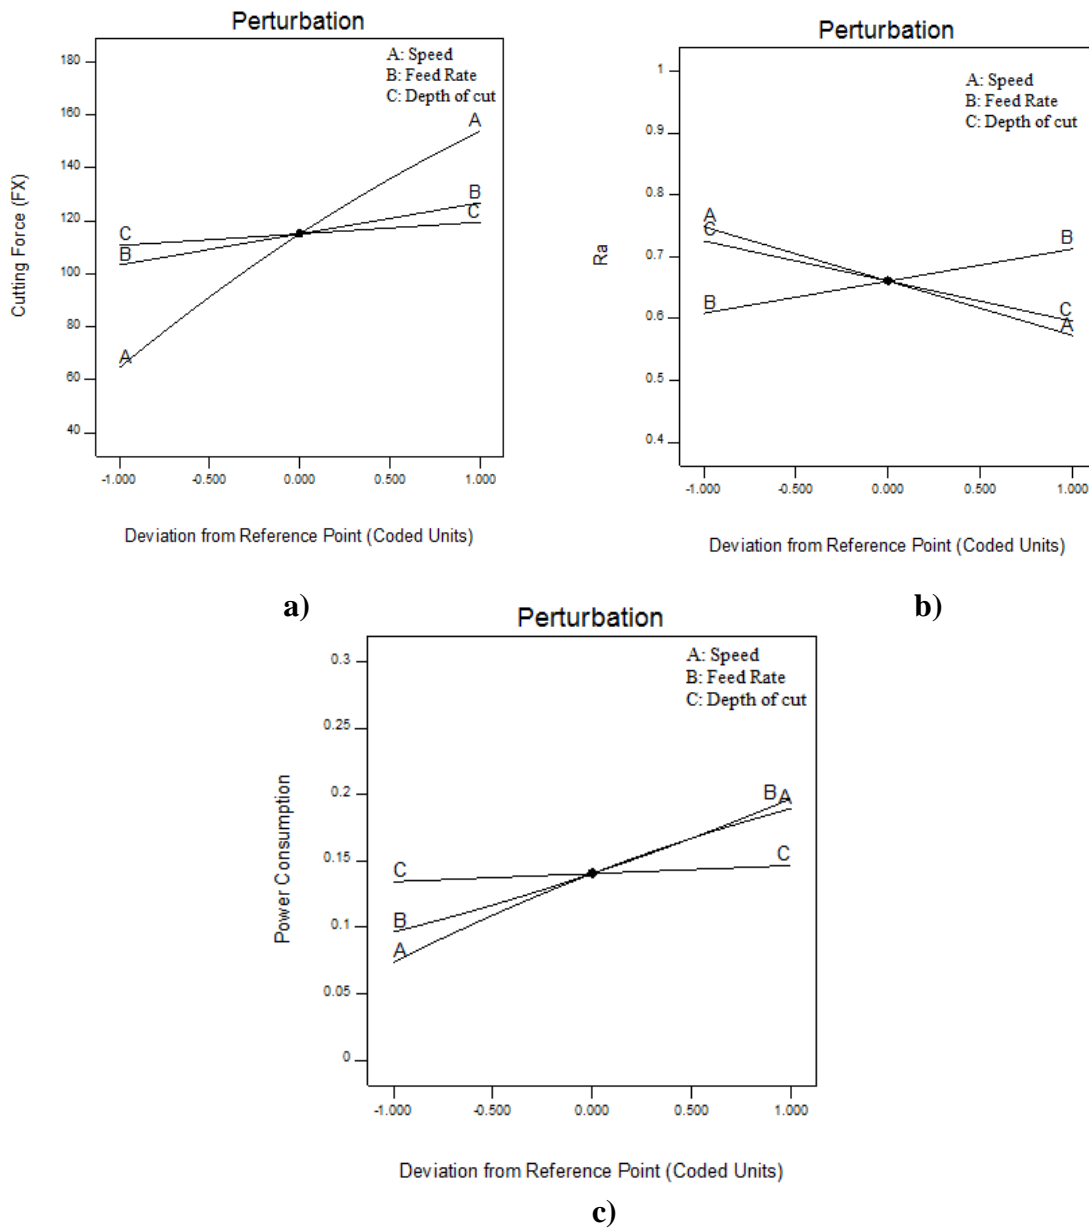 Perturbation
A: Speed
B: Feed Rate
C: Depth of cut
Cutting Force (FX)
180
160
140
120
100
80
60
40
A
B
C
C
B
A
-1.000
-0.500
0.000
0.500
1.000
Deviation from Reference Point (Coded Units)
a)
Perturbation
A: Speed
B: Feed Rate
C: Depth of cut
Ra
1
0.9
0.8
0.7
0.6
0.5
0.4
A
C
B
B
C
A
-1.000
-0.500
0.000
0.500
1.000
Deviation from Reference Point (Coded Units)
b)
Perturbation
A: Speed
B: Feed Rate
C: Depth of cut
Power Consumption
0.3
0.25
0.2
0.15
0.1
0.05
0
C
B
A
B A
C
-1.000
-0.500
0.000
0.500
1.000
Deviation from Reference Point (Coded Units)
c)